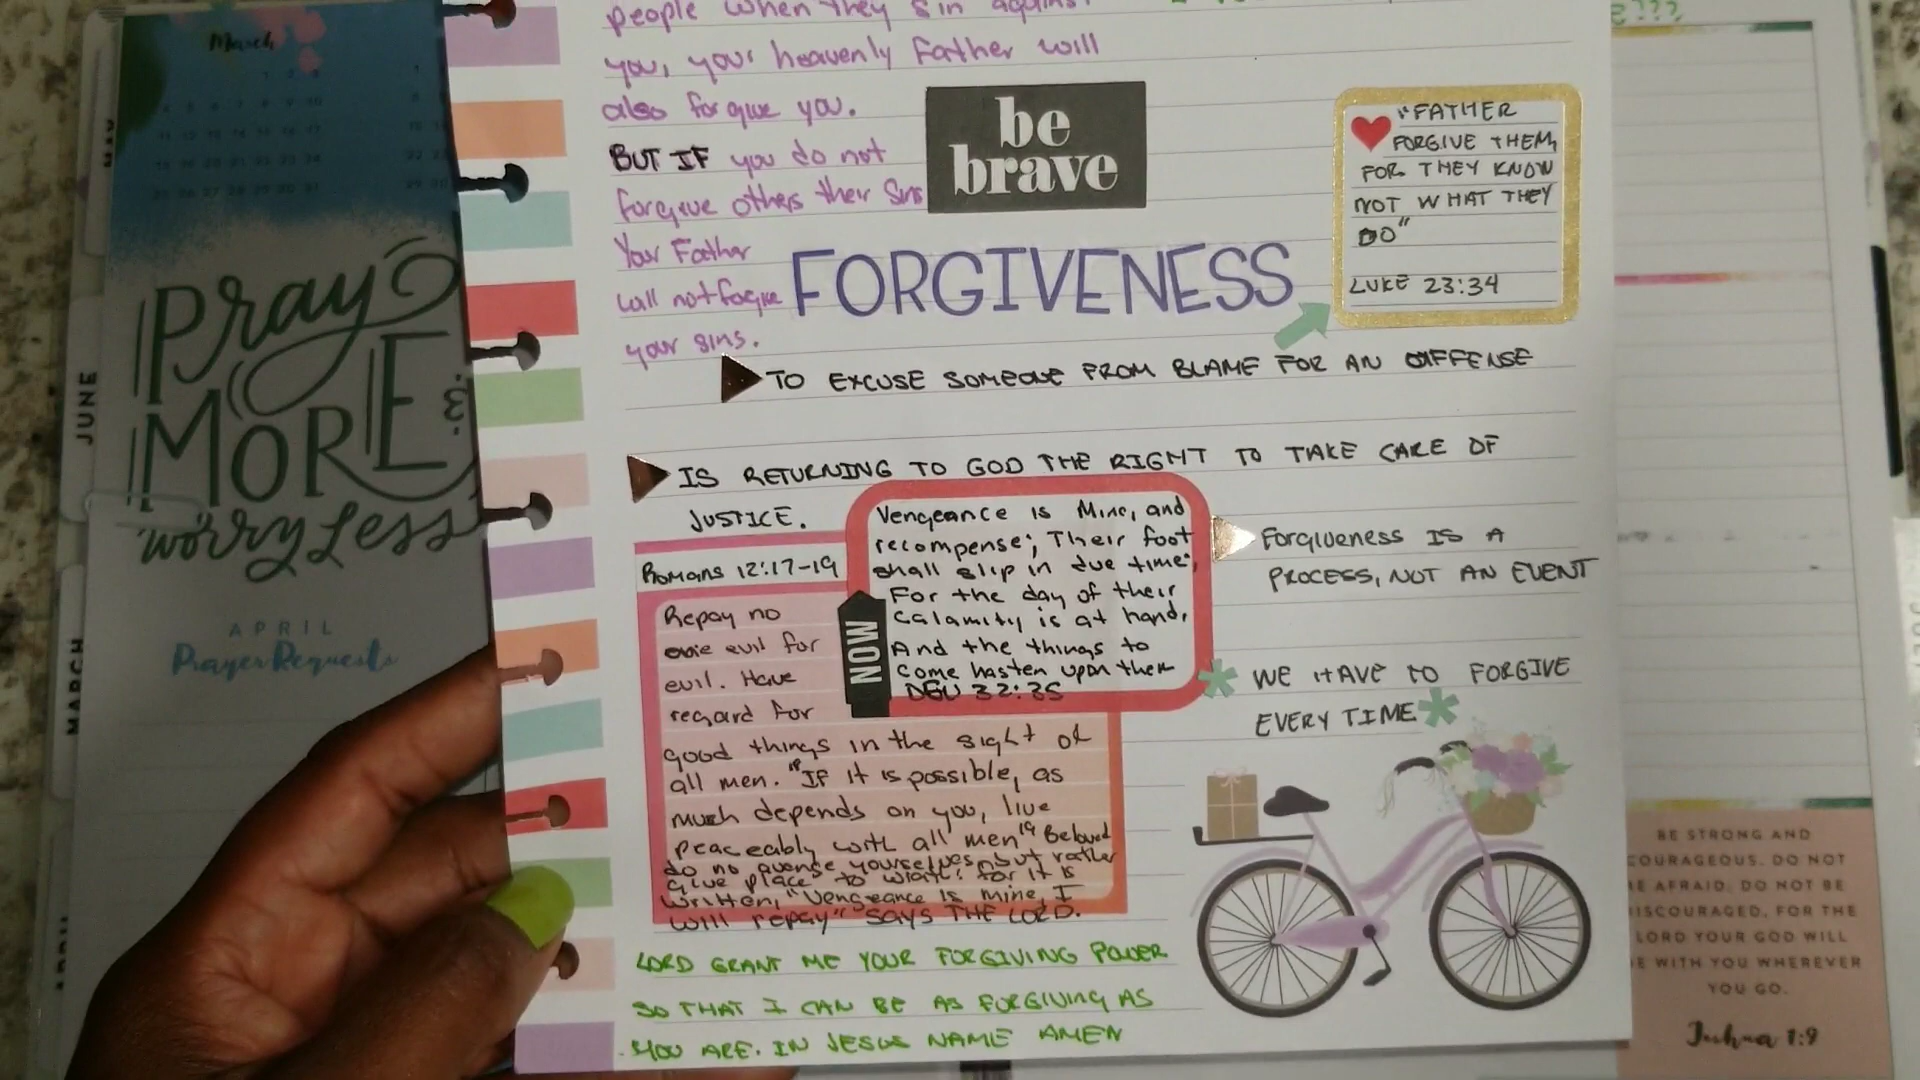 March
Pray
MORE
&
worry Less
APRIL
Prayer Requests
JUNE
MARCH
people when they sin against
you, your heavenly Father will
also forgive you.
BUT IF you do not
forgive others their Sins
Your Father
will not forgive
your sins.
be
brave
"FATHER
FORGIVE THEM,
FOR THEY KNOW
NOT WHAT THEY
DO"
LUKE 23:34
FORGIVENESS
TO EXCUSE SOMEONE FROM BLAME FOR AN OFFENSE
IS RETURNING TO GOD THE RIGHT TO TAKE CARE OF
JUSTICE.
Romans 12:17-19
Repay no
evil for
evil. Have
regard for
good things in the sight of
all men. 18 If it is possible, as
much depends on you, live
peaceably with all men 19 Beloved
do no avenge yourselves, but rather
give place to wrath: for it is
written, "Vengeance is mine, I
will repay" SAYS THE LORD.
NOW
Vengeance is Mine, and
recompense; Their foot
shall slip in due time;
For the day of their
Calamity is at hand,
And the things to
come hasten upon them
DEU 32:35
Forgiveness IS A
PROCESS, NOT AN EVENT
WE HAVE TO FORGIVE
EVERY TIME
LORD GRANT ME YOUR FORGIVING POWER
SO THAT I CAN BE AS FORGIVING AS
YOU ARE. IN JESUS NAME AMEN
BE STRONG AND
COURAGEOUS. DO NOT
BE AFRAID; DO NOT BE
DISCOURAGED, FOR THE
LORD YOUR GOD WILL
BE WITH YOU WHEREVER
YOU GO.
Joshua 1:9